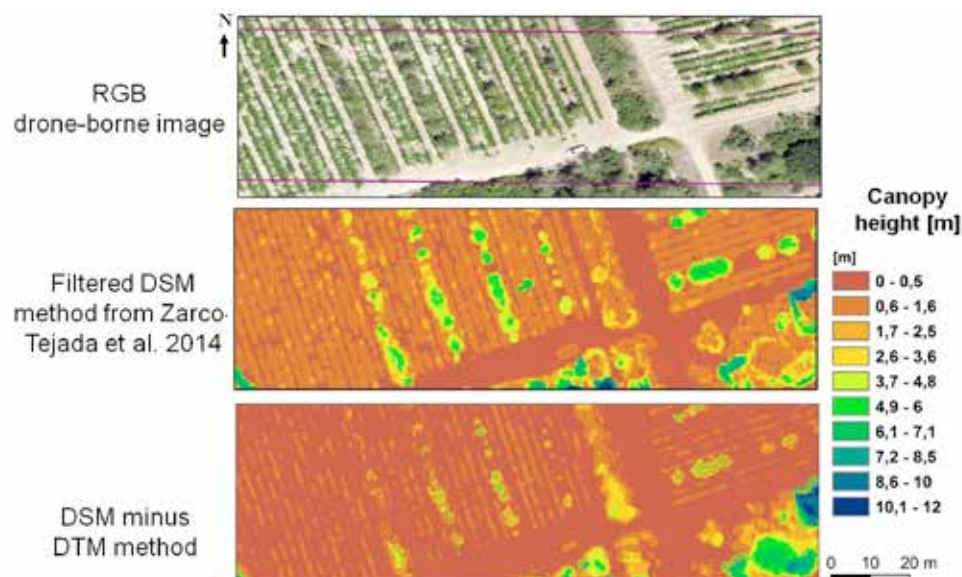 N
RGB
drone-borne image
Filtered DSM
method from Zarco-
Tejada et al. 2014
DSM minus
DTM method
Canopy
height [m]
[m]
0 - 0,5
0,6 - 1,6
1,7 - 2,5
2,6 - 3,6
3,7 - 4,8
4,9 - 6
6,1 - 7,1
7,2 - 8,5
8,6 - 10
10,1 - 12
0 10 20 m